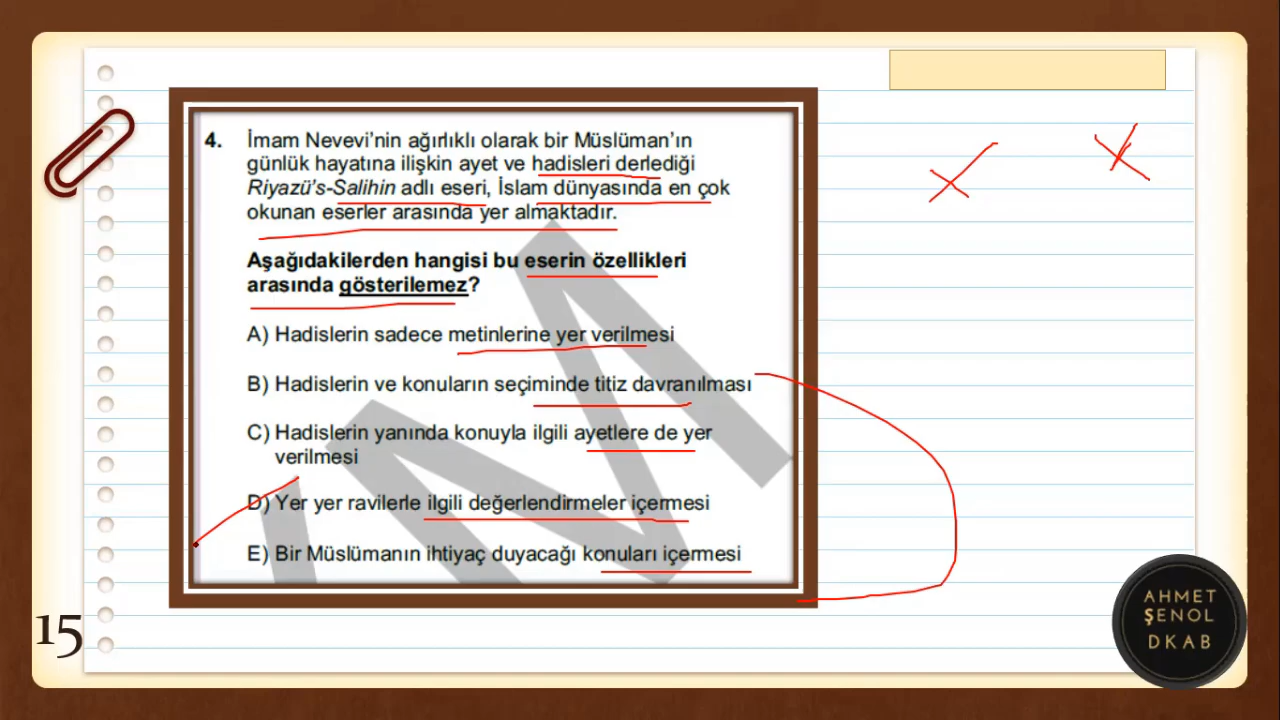 4. İmam Nevevi'nin ağırlıklı olarak bir Müslüman'ın
günlük hayatına ilişkin ayet ve hadisleri derlediği
Riyazü's-Salihin adlı eseri, İslam dünyasında en çok
okunan eserler arasında yer almaktadır.
Aşağıdakilerden hangisi bu eserin özellikleri
arasında gösterilemez?
A) Hadislerin sadece metinlerine yer verilmesi
B) Hadislerin ve konuların seçiminde titiz davranılması
C) Hadislerin yanında konuyla ilgili ayetlere de yer
verilmesi
D) Yer yer ravilerle ilgili değerlendirmeler içermesi
E) Bir Müslümanın ihtiyaç duyacağı konuları içermesi
15
AHMET
ŞENOL
DKAB